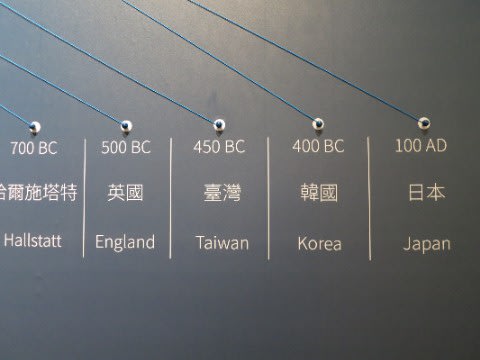 700 BC 500 BC 450 BC 400 BC 100 AD
哈爾施塔特 英國 臺灣 韓國 日本
Hallstatt England Taiwan Korea Japan